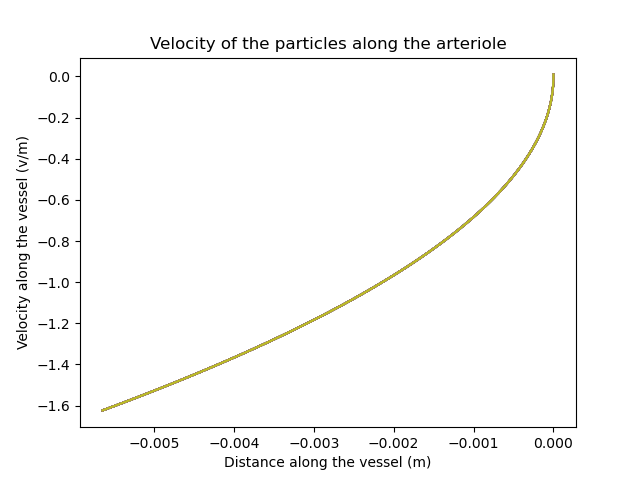 Velocity of the particles along the arteriole
Velocity along the vessel (v/m)
0.0
−0.2
−0.4
−0.6
−0.8
−1.0
−1.2
−1.4
−1.6
−0.005 −0.004 −0.003 −0.002 −0.001 0.000
Distance along the vessel (m)